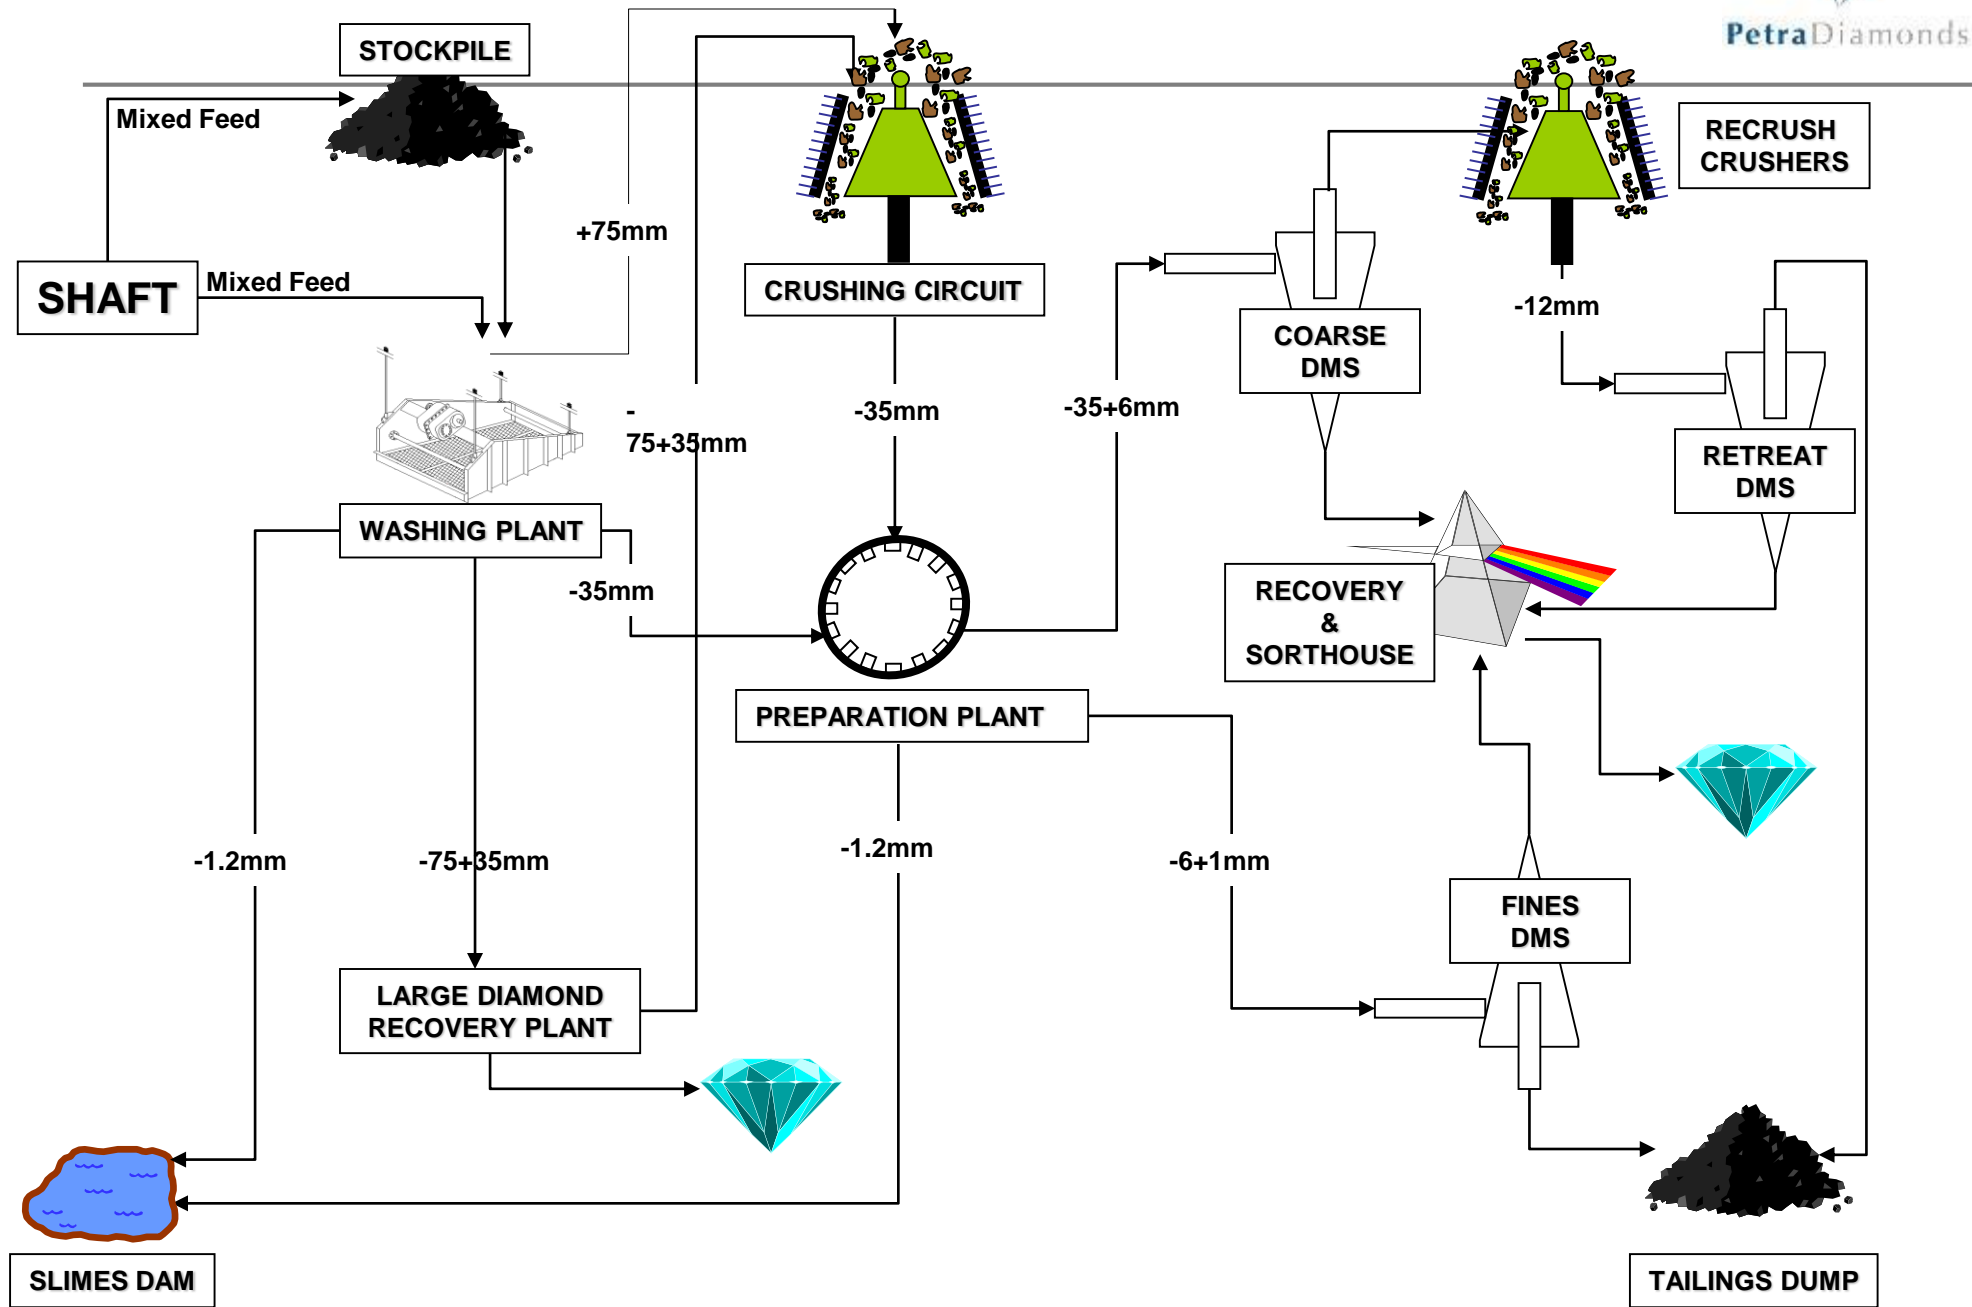 PetraDiamonds
STOCKPILE
Mixed Feed
RECRUSH
CRUSHERS
+75mm
SHAFT
Mixed Feed
CRUSHING CIRCUIT
-12mm
COARSE
DMS
-
75+35mm
-35mm
-35+6mm
RETREAT
DMS
WASHING PLANT
-35mm
RECOVERY
&
SORTHOUSE
PREPARATION PLANT
-1.2mm
-75+35mm
-1.2mm
-6+1mm
FINES
DMS
LARGE DIAMOND
RECOVERY PLANT
SLIMES DAM
TAILINGS DUMP